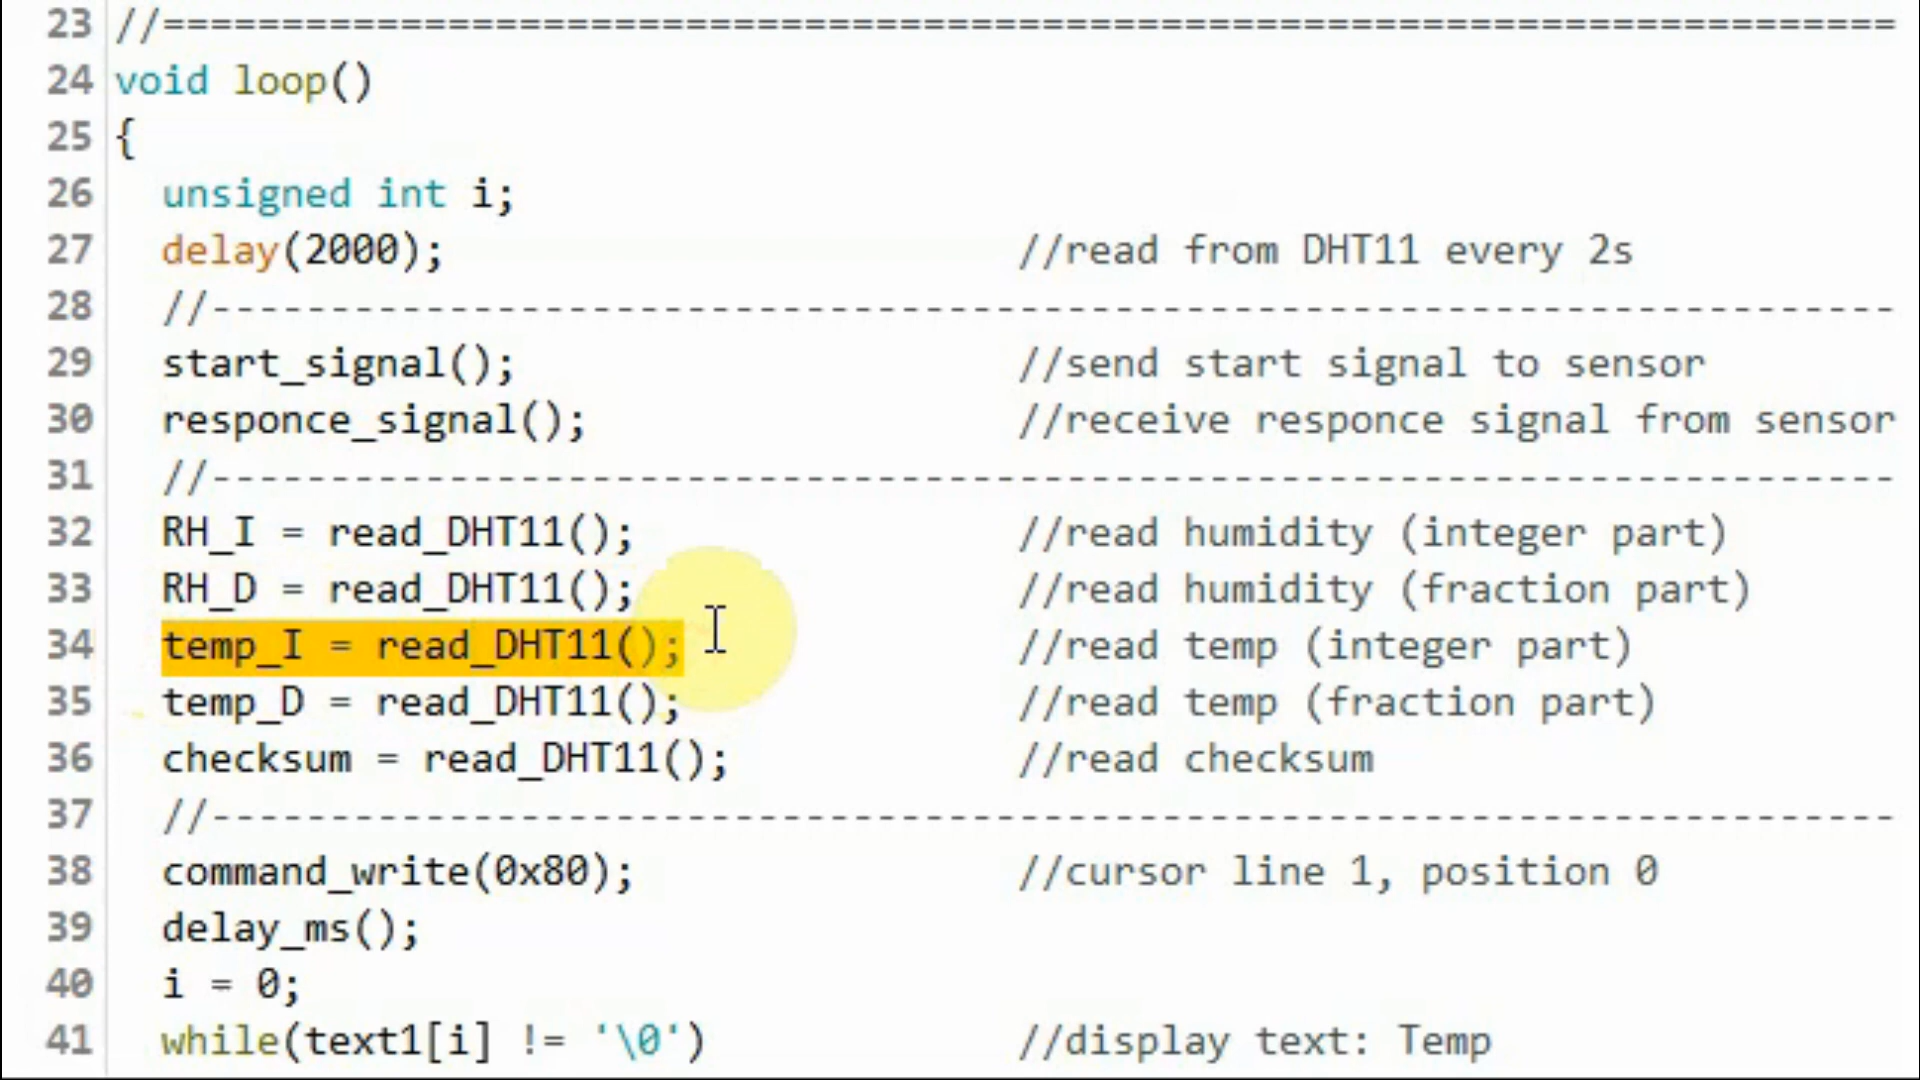 23 //==========================================================================
24 void loop()
25 {
26 unsigned int i;
27 delay(2000); //read from DHT11 every 2s
28 //------------------------------------------------------------------------
29 start_signal(); //send start signal to sensor
30 responce_signal(); //receive responce signal from sensor
31 //------------------------------------------------------------------------
32 RH_I = read_DHT11(); //read humidity (integer part)
33 RH_D = read_DHT11(); //read humidity (fraction part)
34 temp_I = read_DHT11(); //read temp (integer part)
35 temp_D = read_DHT11(); //read temp (fraction part)
36 checksum = read_DHT11(); //read checksum
37 //------------------------------------------------------------------------
38 command_write(0x80); //cursor line 1, position 0
39 delay_ms();
40 i = 0;
41 while(text1[i] != '\0') //display text: Temp